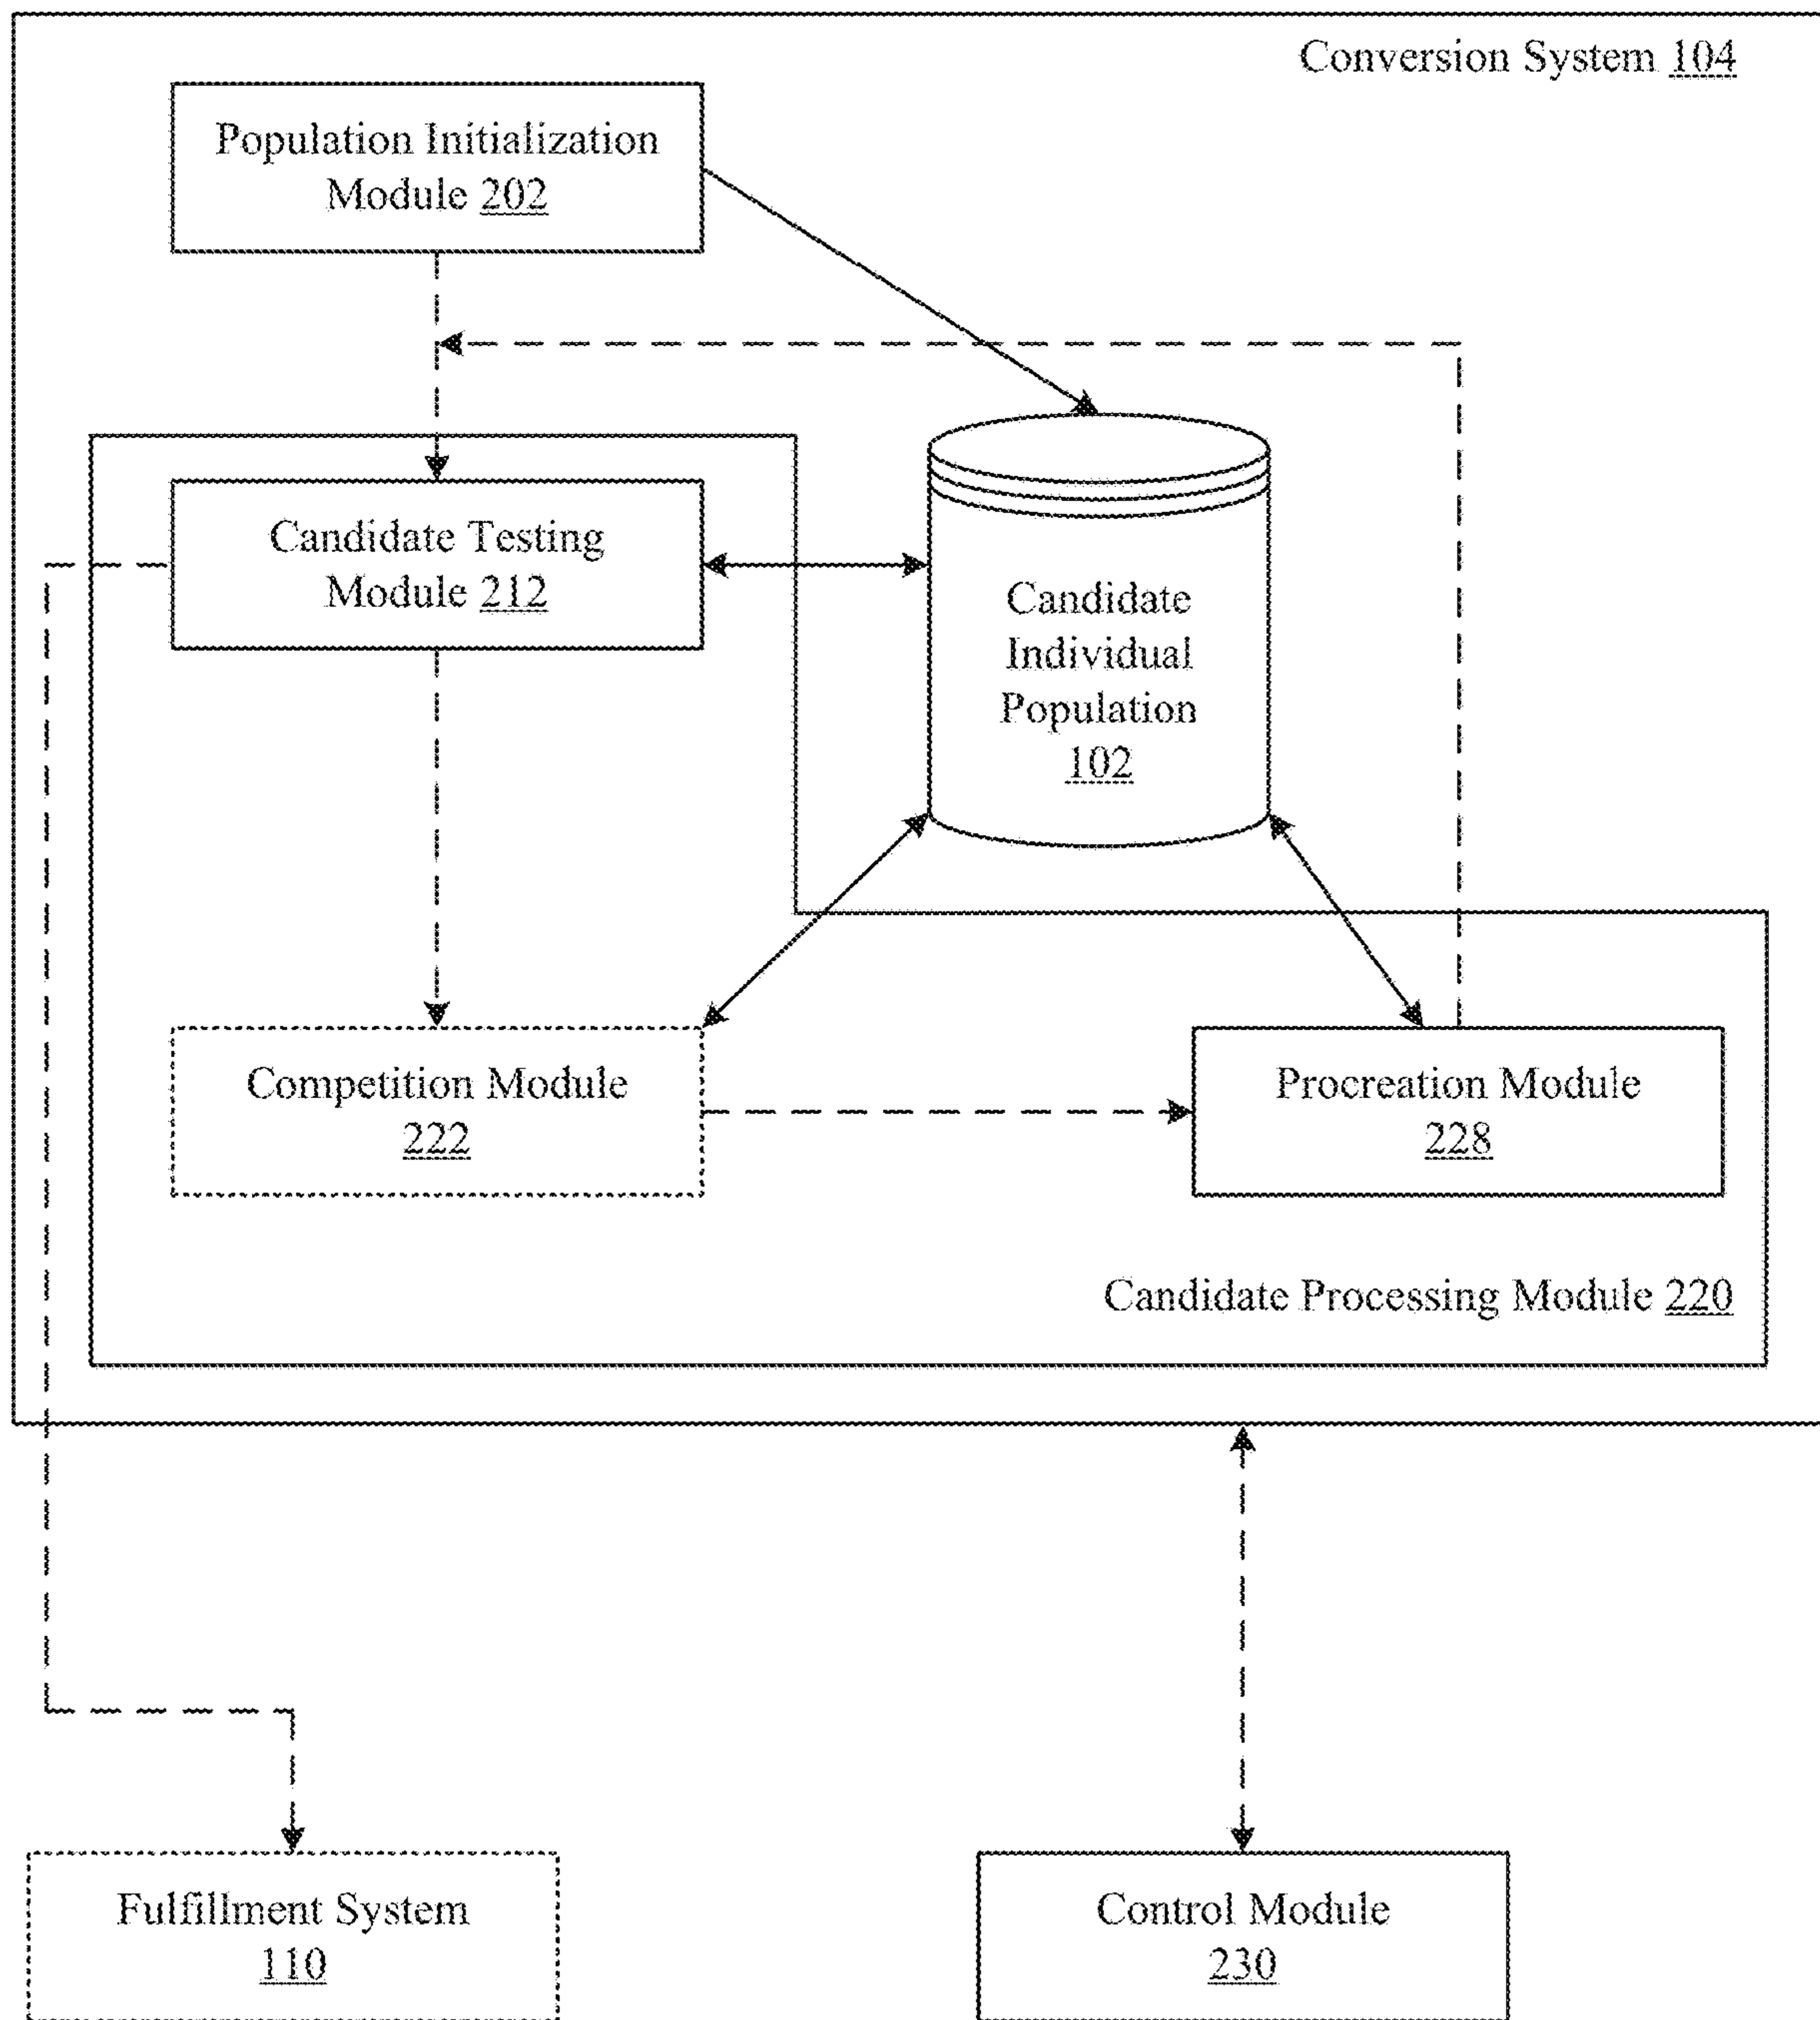 Conversion System 104
Population Initialization
Module 202
Candidate Testing
Module 212
Candidate
Individual
Population
102
Competition Module
222
Procreation Module
228
Candidate Processing Module 220
Fulfillment System
110
Control Module
230